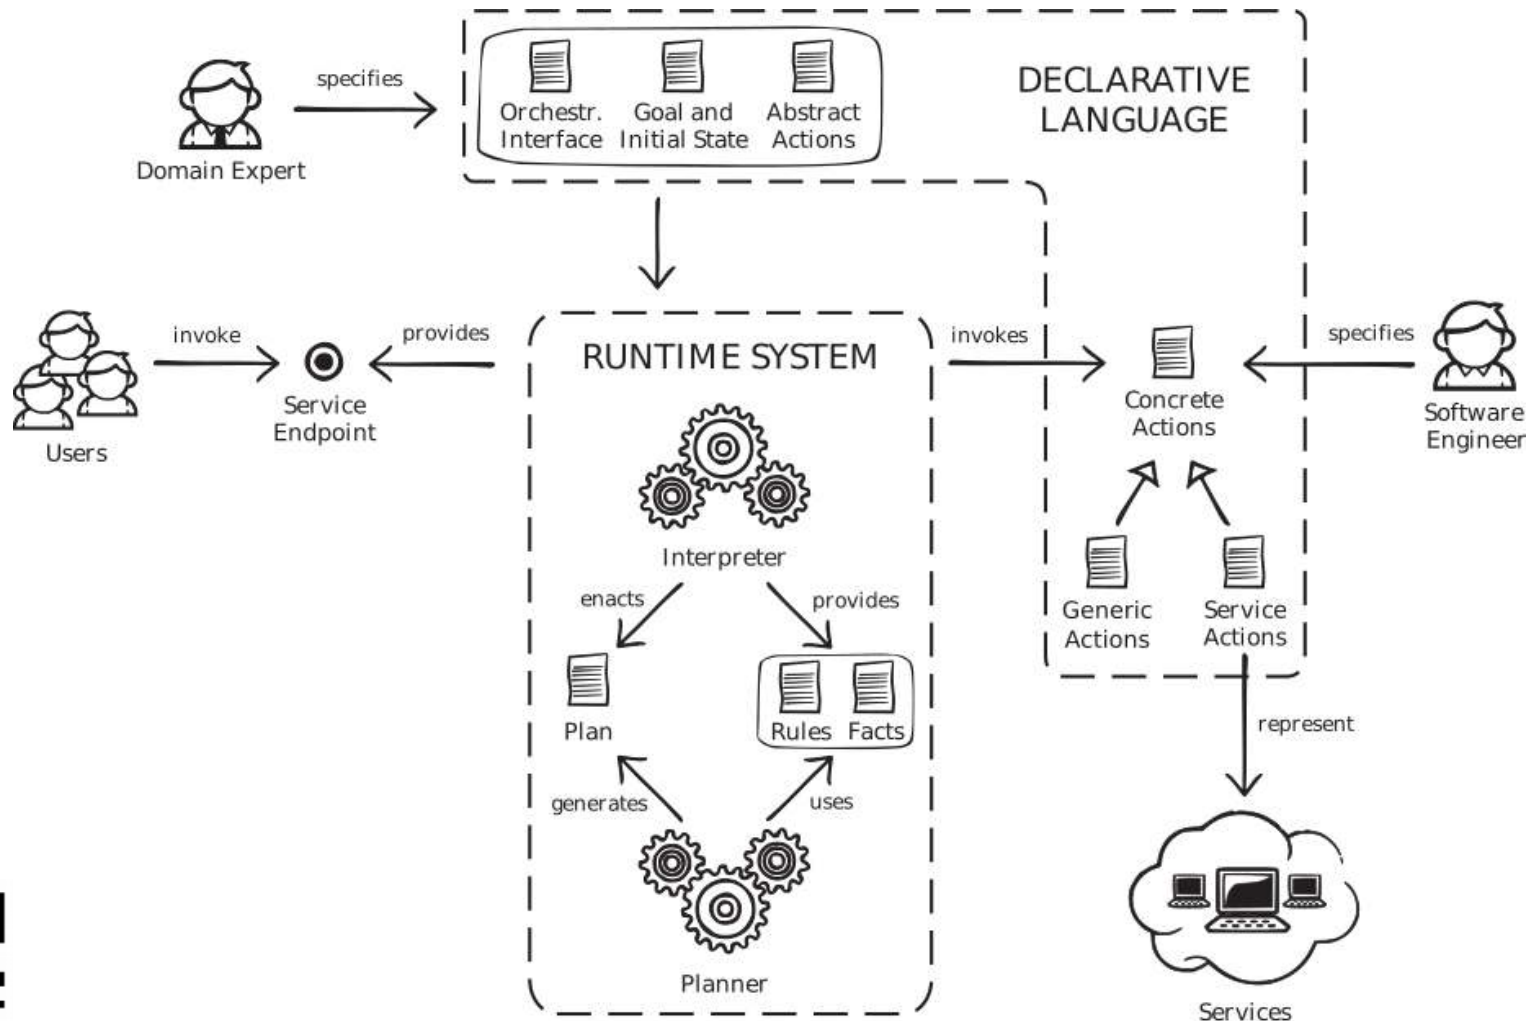 specifies
Domain Expert
Orchestr.
Interface
Goal and
Initial State
Abstract
Actions
DECLARATIVE
LANGUAGE
invoke
Users
Service
Endpoint
provides
RUNTIME SYSTEM
invokes
Concrete
Actions
specifies
Software
Engineer
Interpreter
enacts
provides
Generic
Actions
Service
Actions
Plan
Rules
Facts
represent
generates
uses
Planner
Services